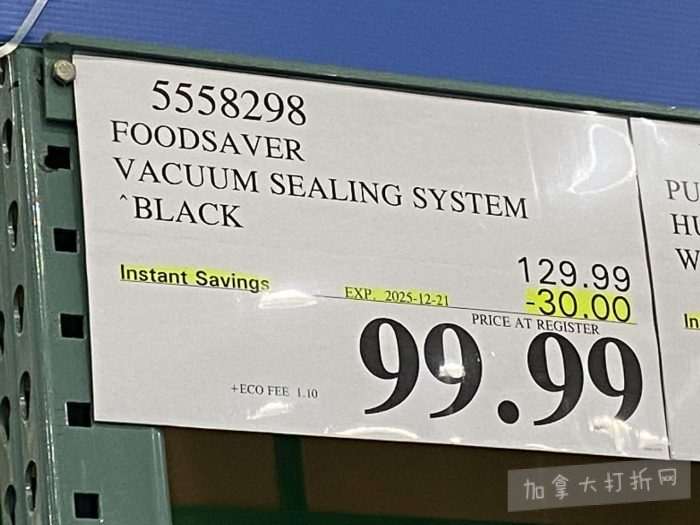 5558298
FOODSAVER
VACUUM SEALING SYSTEM
^BLACK
129.99
Instant Savings EXP. 2025-12-21 -30.00
PRICE AT REGISTER
+ECO FEE 1.10 99.99
PU
HU
W
In
加拿大打折网